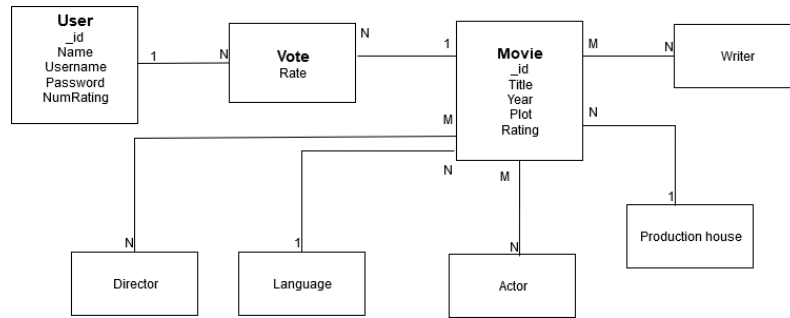 User
_id
Name
Username
Password
NumRating
1
N
Vote
Rate
N
1
Movie
_id
Title
Year
Plot
Rating
M
N
Writer
M
N
M
N
N
1
N
1
N
Director
Language
Actor
Production house